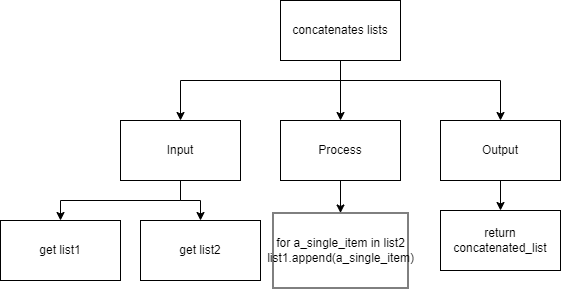 concatenates lists
Input
Process
Output
get list1
get list2
for a_single_item in list2
list1.append(a_single_item)
return
concatenated_list